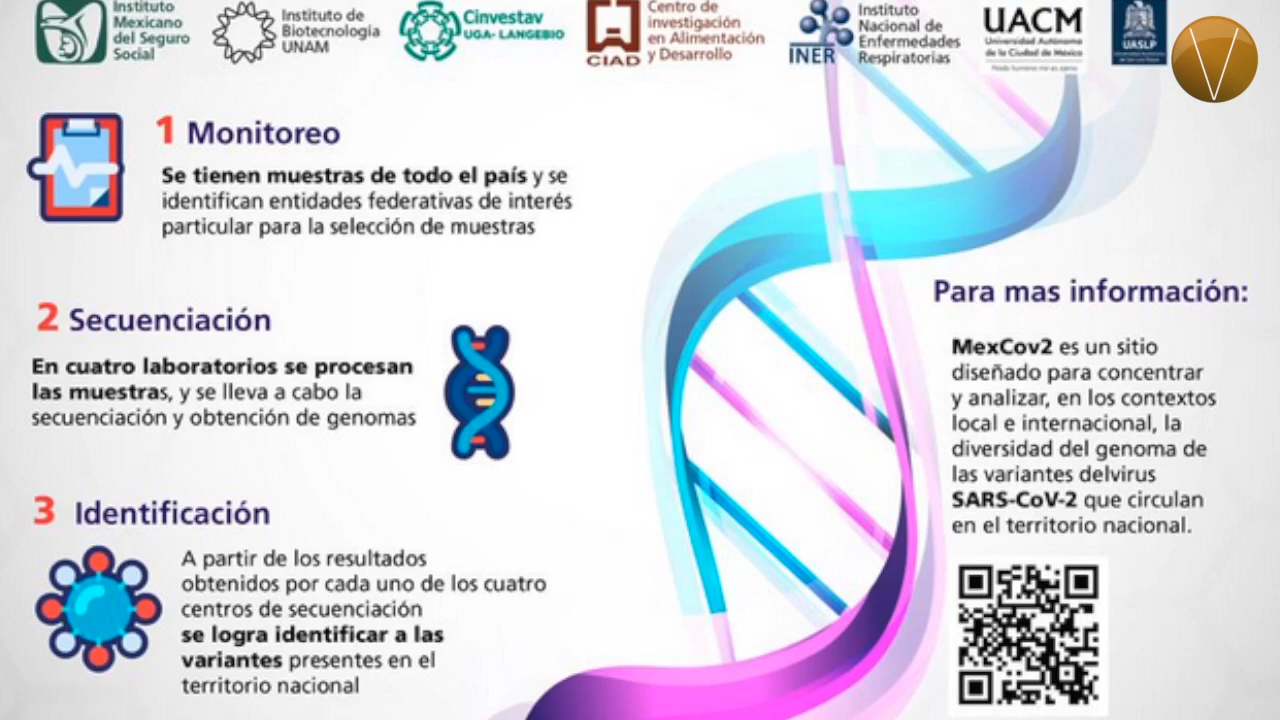 Instituto
Mexicano
del Seguro
Social
Instituto de
Biotecnología
UNAM
Cinvestav
UGA- LANGEBIO
CIAD
Centro de
investigación
en Alimentación
y Desarrollo
INER
Instituto
Nacional de
Enfermedades
Respiratorias
UACM
Universidad Autónoma
de la Ciudad de México
Nada humano me es ajeno
UASLP
V
1 Monitoreo
Se tienen muestras de todo el país y se
identifican entidades federativas de interés
particular para la selección de muestras
2 Secuenciación
En cuatro laboratorios se procesan
las muestras, y se lleva a cabo la
secuenciación y obtención de genomas
3 Identificación
A partir de los resultados
obtenidos por cada uno de los cuatro
centros de secuenciación
se logra identificar a las
variantes presentes en el
territorio nacional
Para mas información:
MexCov2 es un sitio
diseñado para concentrar
y analizar, en los contextos
local e internacional, la
diversidad del genoma de
las variantes delvirus
SARS-CoV-2 que circulan
en el territorio nacional.